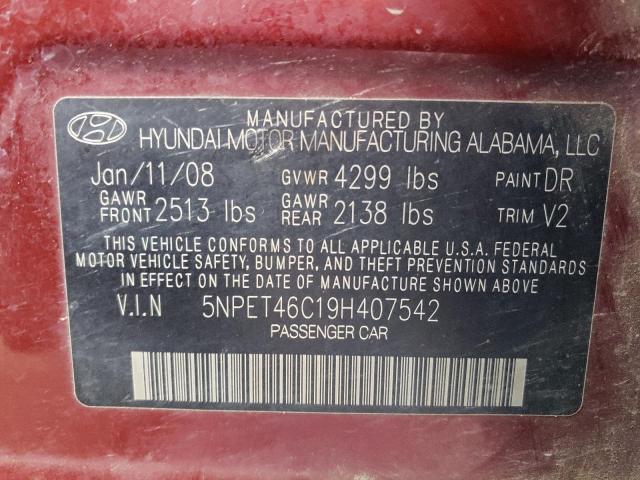 MANUFACTURED BY
HYUNDAI MOTOR MANUFACTURING ALABAMA, LLC
Jan/11/08 GVWR 4299 lbs PAINT DR
GAWR FRONT 2513 lbs GAWR REAR 2138 lbs TRIM V2
THIS VEHICLE CONFORMS TO ALL APPLICABLE U.S.A. FEDERAL
MOTOR VEHICLE SAFETY, BUMPER, AND THEFT PREVENTION STANDARDS
IN EFFECT ON THE DATE OF MANUFACTURE SHOWN ABOVE.
V.I.N 5NPET46C19H407542
PASSENGER CAR